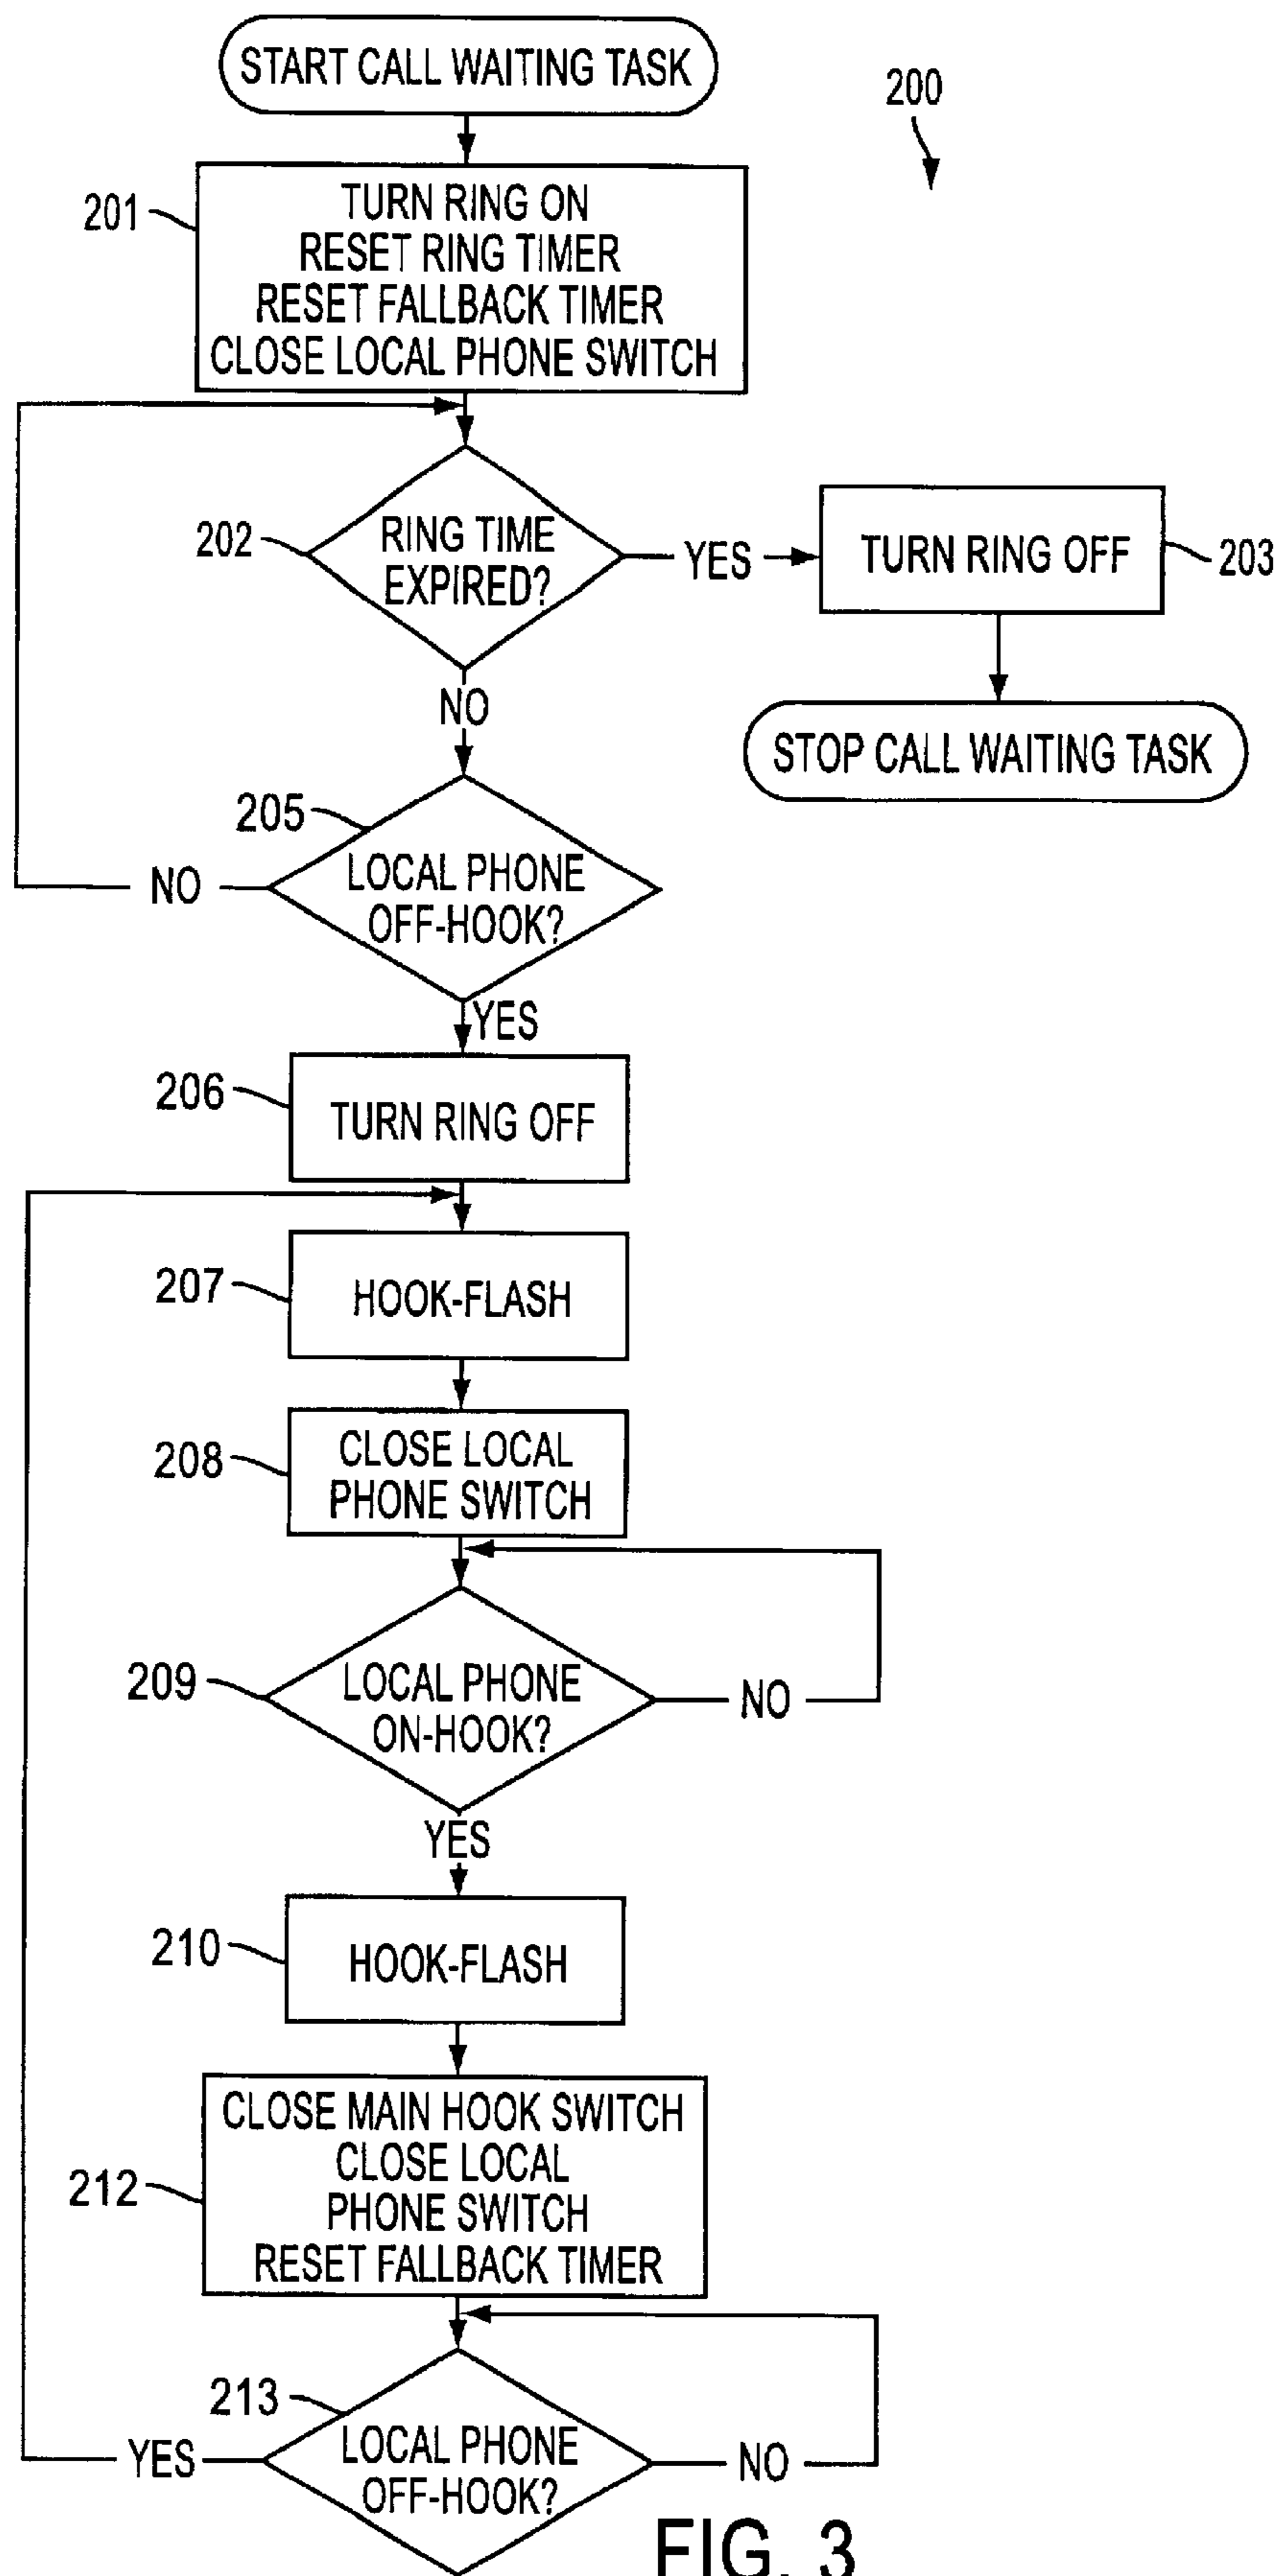 START CALL WAITING TASK
200
201
TURN RING ON
RESET RING TIMER
RESET FALLBACK TIMER
CLOSE LOCAL PHONE SWITCH
202
RING TIME
EXPIRED?
YES
TURN RING OFF
203
NO
STOP CALL WAITING TASK
205
LOCAL PHONE
OFF-HOOK?
NO
YES
206
TURN RING OFF
207
HOOK-FLASH
208
CLOSE LOCAL
PHONE SWITCH
209
LOCAL PHONE
ON-HOOK?
NO
YES
210
HOOK-FLASH
212
CLOSE MAIN HOOK SWITCH
CLOSE LOCAL
PHONE SWITCH
RESET FALLBACK TIMER
213
LOCAL PHONE
OFF-HOOK?
YES
NO
FIG. 3